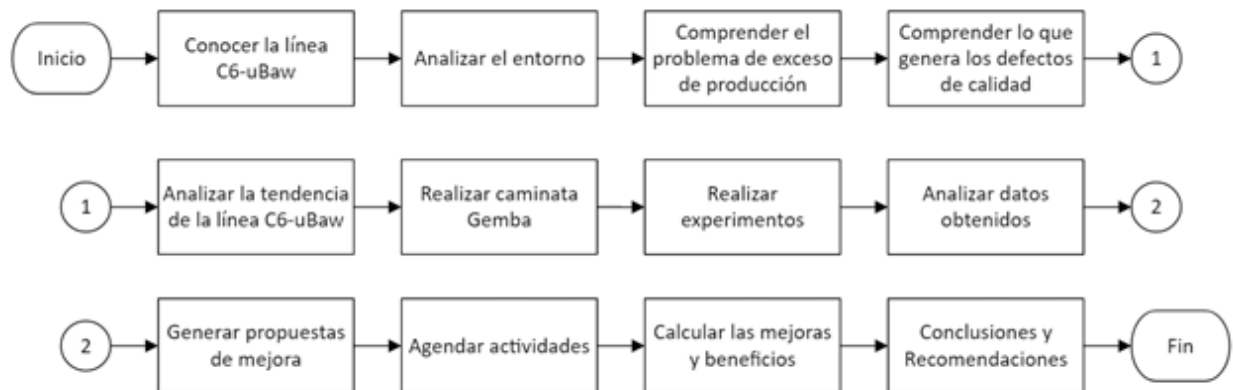 Inicio
Conocer la línea
C6-uBaw
Analizar el entorno
Comprender el
problema de exceso
de producción
Comprender lo que
genera los defectos
de calidad
1
1
Analizar la tendencia
de la línea C6-uBaw
Realizar caminata
Gemba
Realizar
experimentos
Analizar datos
obtenidos
2
2
Generar propuestas
de mejora
Agendar actividades
Calcular las mejoras
y beneficios
Conclusiones y
Recomendaciones
Fin